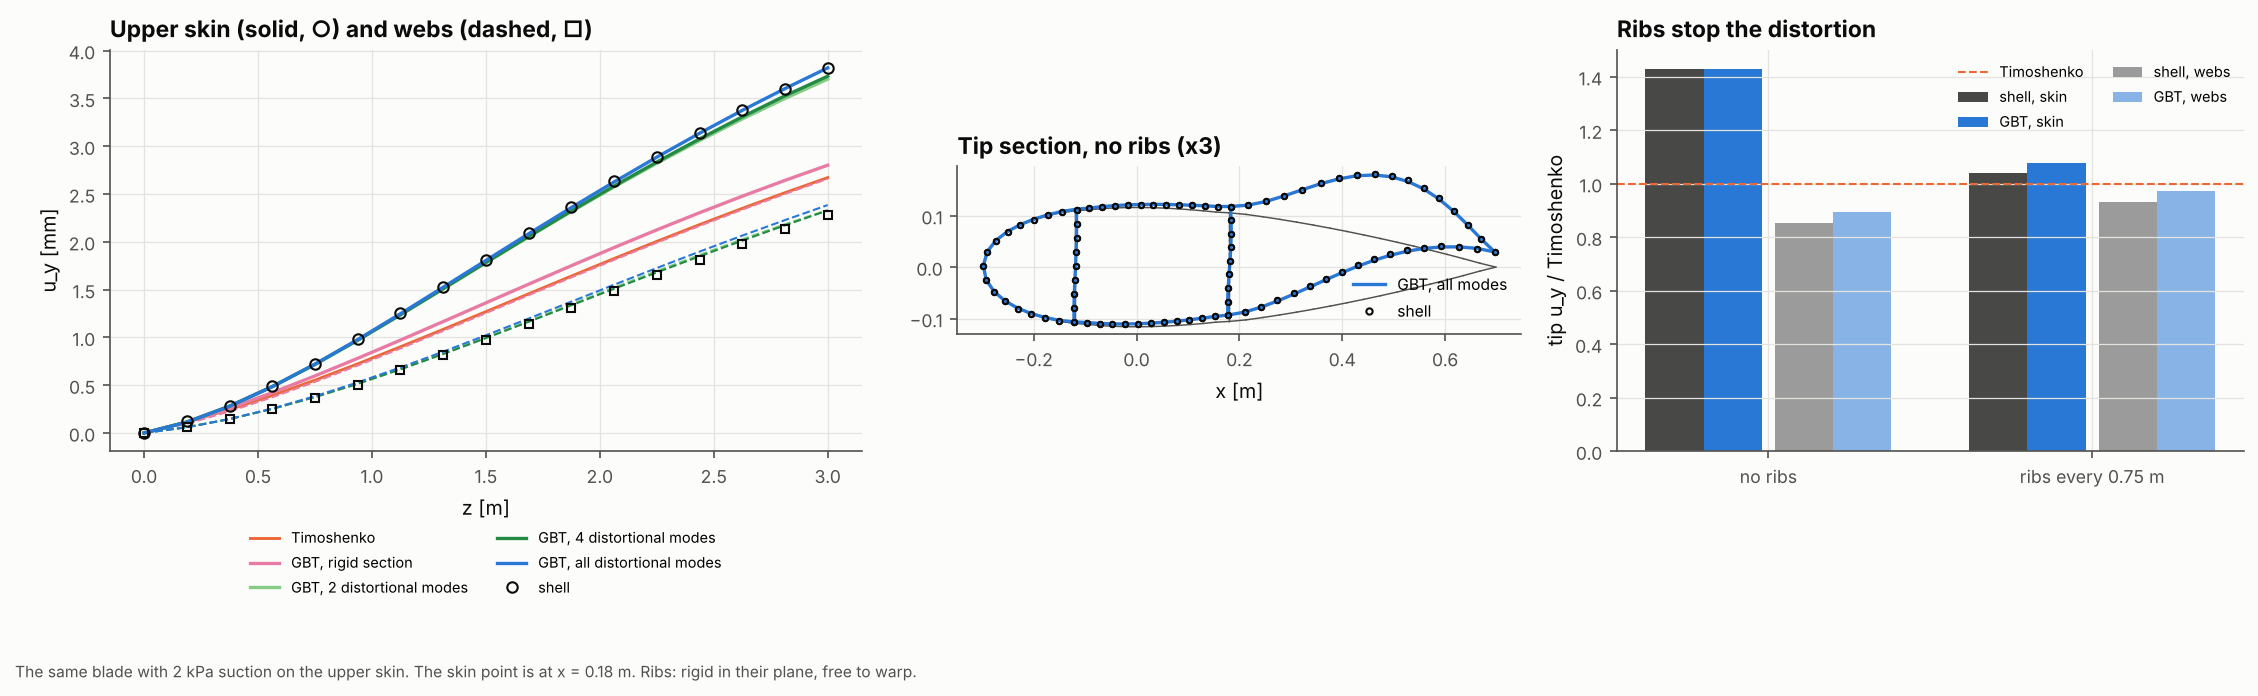 Upper skin (solid, ○) and webs (dashed, □)
4.0
3.5
3.0
2.5
2.0
1.5
1.0
0.5
0.0
u_y [mm]
0.0 0.5 1.0 1.5 2.0 2.5 3.0
z [m]
Timoshenko
GBT, rigid section
GBT, 2 distortional modes
GBT, 4 distortional modes
GBT, all distortional modes
shell
Tip section, no ribs (x3)
0.1
0.0
−0.1
GBT, all modes
shell
−0.2 0.0 0.2 0.4 0.6
x [m]
Ribs stop the distortion
1.4
1.2
1.0
0.8
0.6
0.4
0.2
0.0
tip u_y / Timoshenko
Timoshenko
shell, skin
GBT, skin
shell, webs
GBT, webs
no ribs
ribs every 0.75 m
The same blade with 2 kPa suction on the upper skin. The skin point is at x = 0.18 m. Ribs: rigid in their plane, free to warp.